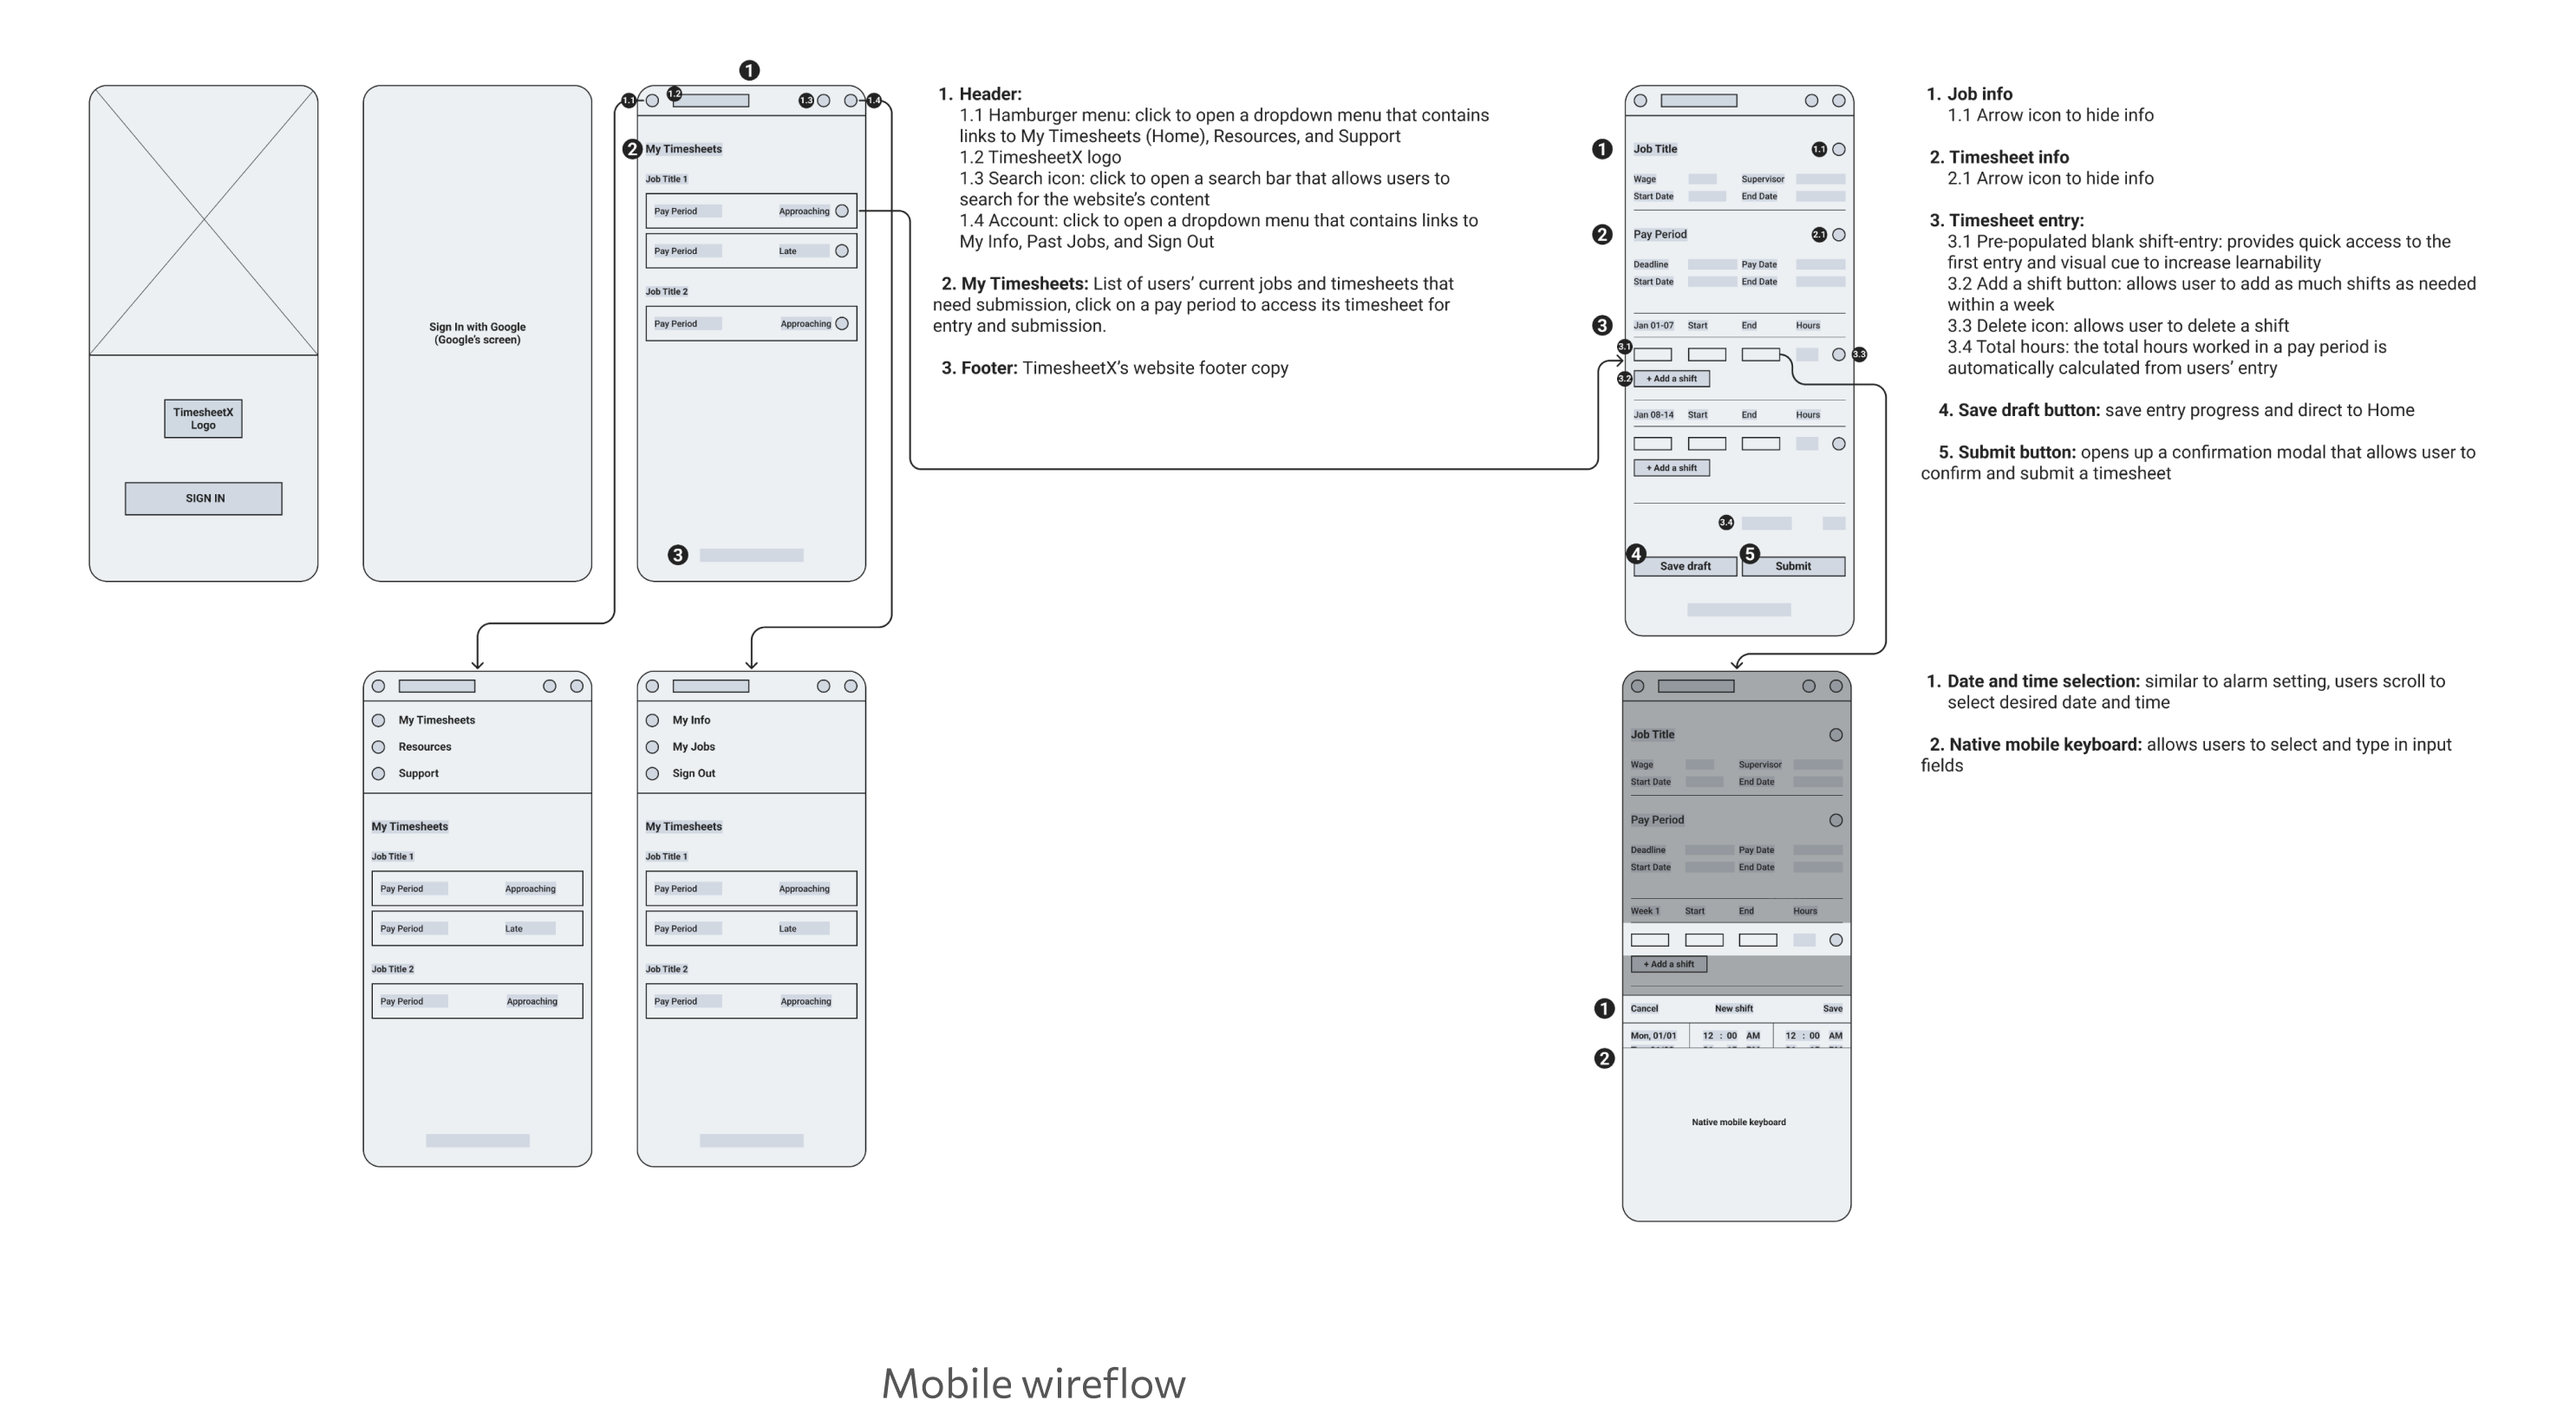 TimesheetX
Logo
SIGN IN
Sign In with Google
(Google's screen)
1
1.1
1.2
1.3
1.4
2
My Timesheets
Job Title 1
Pay Period Approaching
Pay Period Late
Job Title 2
Pay Period Approaching
3
1. Header:
1.1 Hamburger menu: click to open a dropdown menu that contains
links to My Timesheets (Home), Resources, and Support
1.2 TimesheetX logo
1.3 Search icon: click to open a search bar that allows users to
search for the website's content
1.4 Account: click to open a dropdown menu that contains links to
My Info, Past Jobs, and Sign Out
2. My Timesheets: List of users' current jobs and timesheets that
need submission, click on a pay period to access its timesheet for
entry and submission.
3. Footer: TimesheetX's website footer copy
1
Job Title
1.1
Wage Supervisor
Start Date End Date
2
Pay Period
2.1
Deadline Pay Date
Start Date End Date
3
Jan 01-07 Start End Hours
3.1
3.3
3.2
+ Add a shift
Jan 08-14 Start End Hours
+ Add a shift
3.4
4
Save draft
5
Submit
1. Job info
1.1 Arrow icon to hide info
2. Timesheet info
2.1 Arrow icon to hide info
3. Timesheet entry:
3.1 Pre-populated blank shift-entry: provides quick access to the
first entry and visual cue to increase learnability
3.2 Add a shift button: allows user to add as much shifts as needed
within a week
3.3 Delete icon: allows user to delete a shift
3.4 Total hours: the total hours worked in a pay period is
automatically calculated from users' entry
4. Save draft button: save entry progress and direct to Home
5. Submit button: opens up a confirmation modal that allows user to
confirm and submit a timesheet
My Timesheets
Resources
Support
My Timesheets
Job Title 1
Pay Period Approaching
Pay Period Late
Job Title 2
Pay Period Approaching
My Info
My Jobs
Sign Out
My Timesheets
Job Title 1
Pay Period Approaching
Pay Period Late
Job Title 2
Pay Period Approaching
Job Title
Wage Supervisor
Start Date End Date
Pay Period
Deadline Pay Date
Start Date End Date
Week 1 Start End Hours
+ Add a shift
1
Cancel New shift Save
Mon, 01/01 12 : 00 AM 12 : 00 AM
2
Native mobile keyboard
1. Date and time selection: similar to alarm setting, users scroll to
select desired date and time
2. Native mobile keyboard: allows users to select and type in input
fields
Mobile wireflow